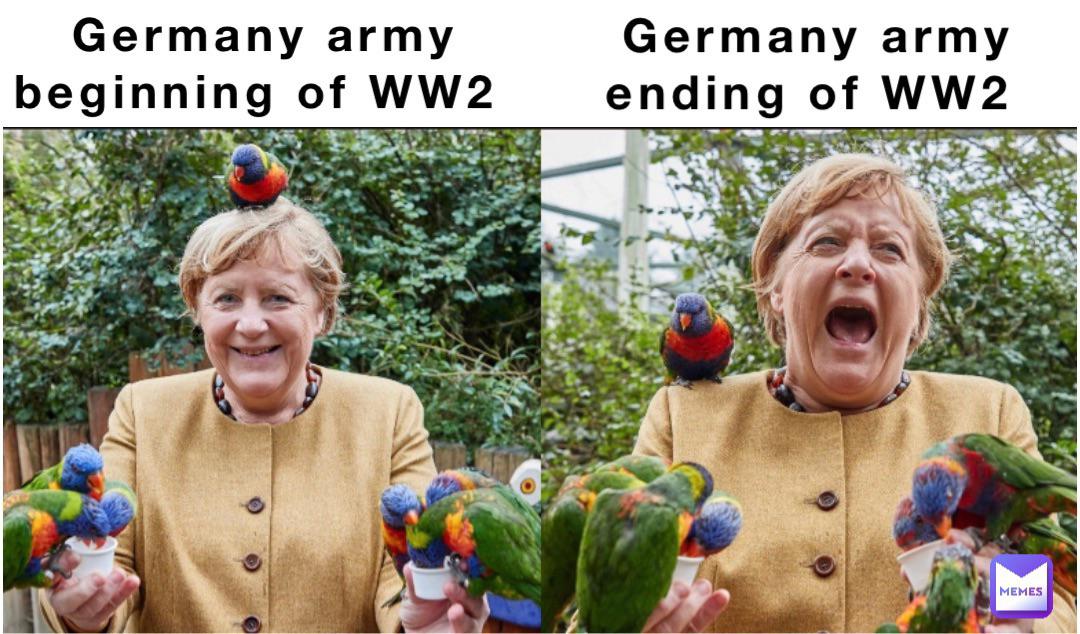 Germany army
beginning of WW2
Germany army
ending of WW2
MEMES